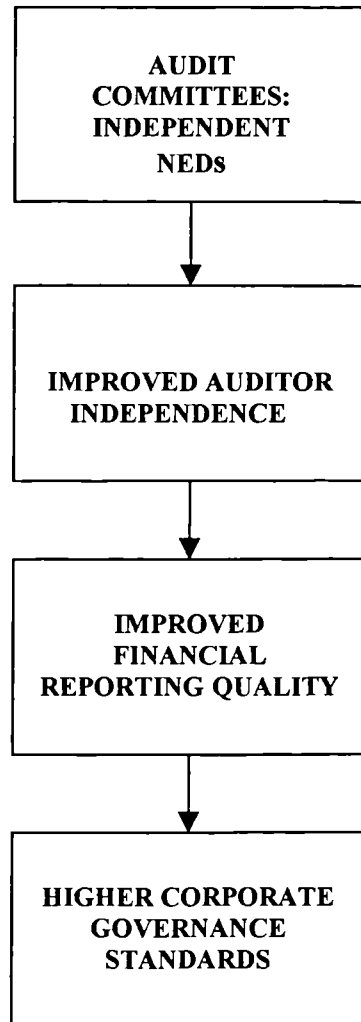 AUDIT
COMMITTEES:
INDEPENDENT
NEDs
IMPROVED AUDITOR
INDEPENDENCE
IMPROVED
FINANCIAL
REPORTING QUALITY
HIGHER CORPORATE
GOVERNANCE
STANDARDS